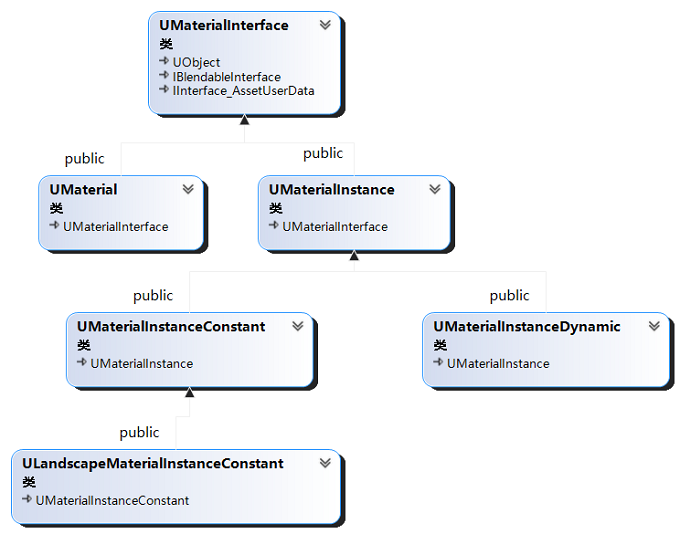 UMaterialInterface
类
UObject
IBlendableInterface
IInterface_AssetUserData
public
public
UMaterial
类
UMaterialInterface
UMaterialInstance
类
UMaterialInterface
public
public
UMaterialInstanceConstant
类
UMaterialInstance
UMaterialInstanceDynamic
类
UMaterialInstance
public
ULandscapeMaterialInstanceConstant
类
UMaterialInstanceConstant